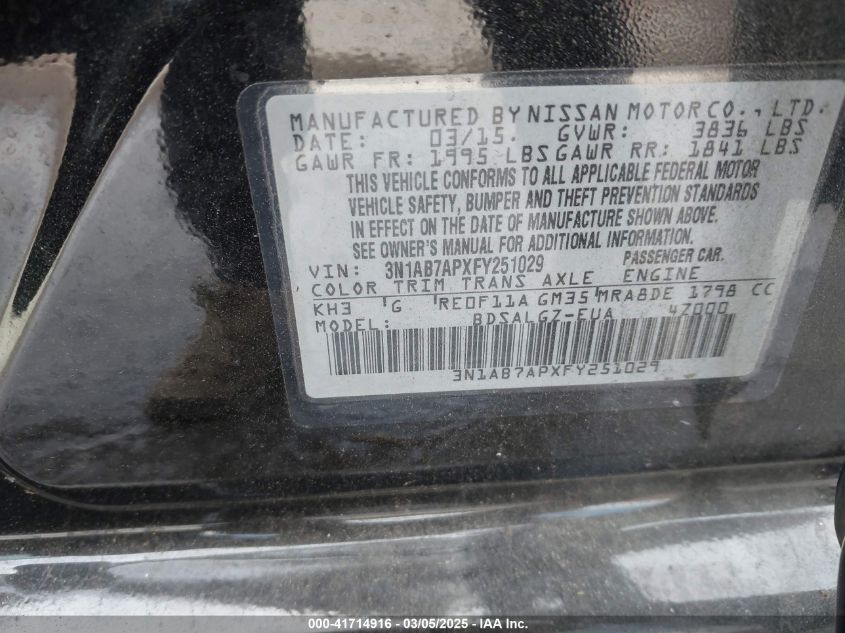 MANUFACTURED BY NISSAN MOTOR CO., LTD.
DATE: 03/15. GVWR: 3836 LBS
GAWR FR: 1995 LBS GAWR RR: 1841 LBS
THIS VEHICLE CONFORMS TO ALL APPLICABLE FEDERAL MOTOR
VEHICLE SAFETY, BUMPER AND THEFT PREVENTION STANDARDS
IN EFFECT ON THE DATE OF MANUFACTURE SHOWN ABOVE.
SEE OWNER'S MANUAL FOR ADDITIONAL INFORMATION.
VIN: 3N1AB7APXFY251029 PASSENGER CAR.
COLOR TRIM TRANS AXLE ENGINE
KH3 'G 'RE0F11A GM35'MRA8DE 1798 CC
MODEL: BDSALGZ-EUA 4Z000
3N1AB7APXFY251029
000-41714916 - 03/05/2025 - IAA Inc.